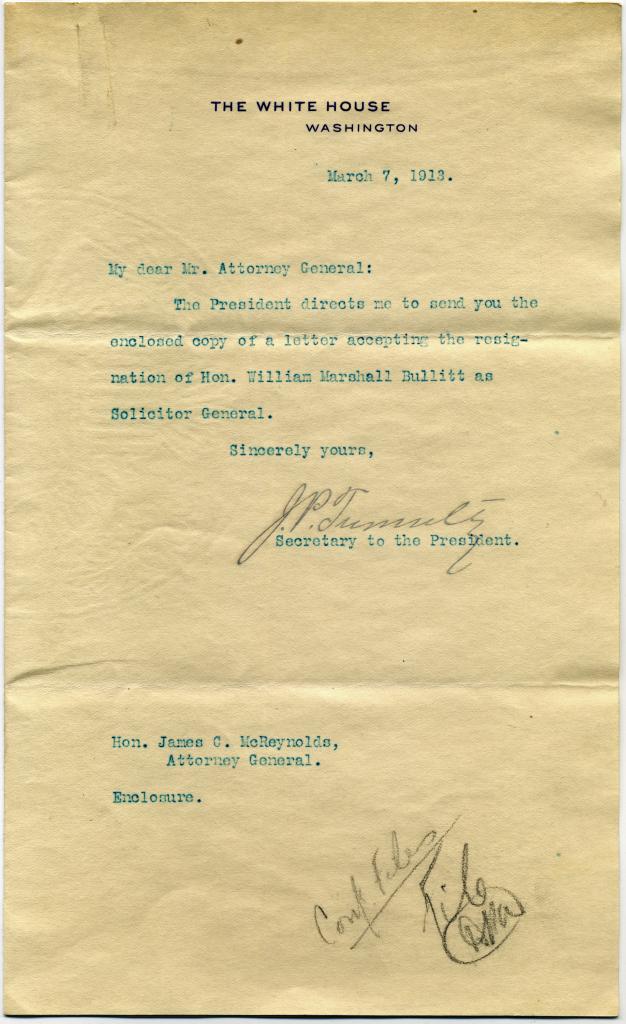 THE WHITE HOUSE
WASHINGTON
March 7, 1913.
My dear Mr. Attorney General:
The President directs me to send you the
enclosed copy of a letter accepting the resig-
nation of Hon. William Marshall Bullitt as
Solicitor General.
Sincerely yours,
J.P. Tumulty
Secretary to the President.
Hon. James C. McReynolds,
Attorney General.
Enclosure.
Conf. Files
File